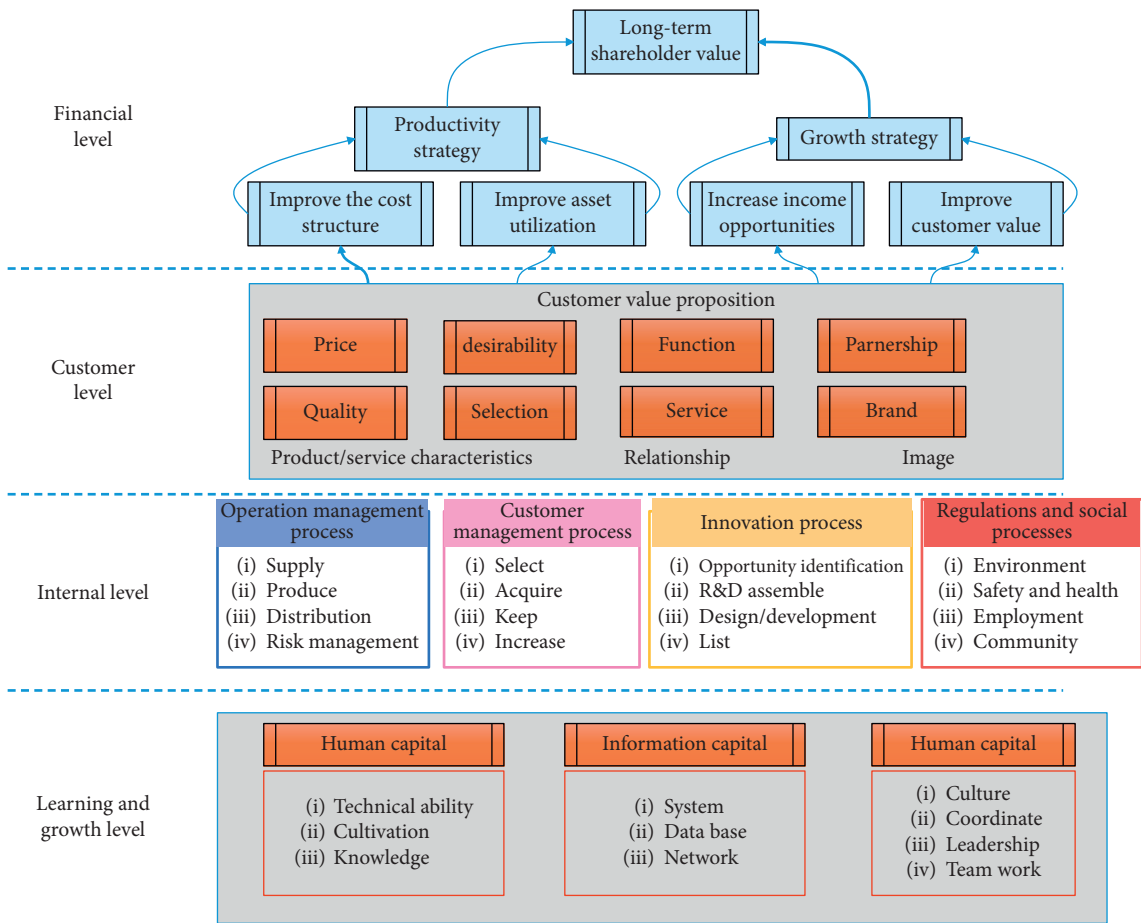 Long-term
shareholder value
Financial
level
Productivity
strategy
Growth strategy
Improve the cost
structure
Improve asset
utilization
Increase income
opportunities
Improve
customer value
Customer value proposition
Customer
level
Price
desirability
Function
Parnership
Quality
Selection
Service
Brand
Product/service characteristics
Relationship
Image
Internal level
Operation management
process
(i) Supply
(ii) Produce
(iii) Distribution
(iv) Risk management
Customer
management process
(i) Select
(ii) Acquire
(iii) Keep
(iv) Increase
Innovation process
(i) Opportunity identification
(ii) R&D assemble
(iii) Design/development
(iv) List
Regulations and social
processes
(i) Environment
(ii) Safety and health
(iii) Employment
(iv) Community
Learning and
growth level
Human capital
(i) Technical ability
(ii) Cultivation
(iii) Knowledge
Information capital
(i) System
(ii) Data base
(iii) Network
Human capital
(i) Culture
(ii) Coordinate
(iii) Leadership
(iv) Team work